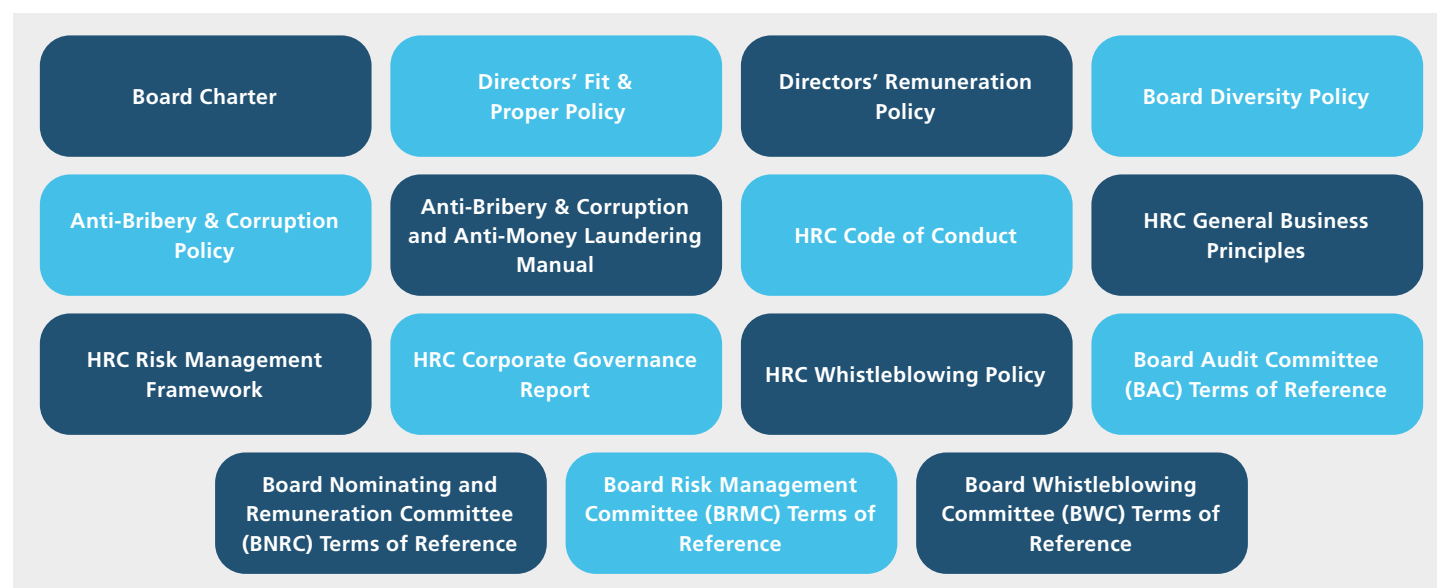 Board Charter
Directors’ Fit &
Proper Policy
Directors’ Remuneration
Policy
Board Diversity Policy
Anti-Bribery & Corruption
Policy
Anti-Bribery & Corruption
and Anti-Money Laundering
Manual
HRC Code of Conduct
HRC General Business
Principles
HRC Risk Management
Framework
HRC Corporate Governance
Report
HRC Whistleblowing Policy
Board Audit Committee
(BAC) Terms of Reference
Board Nominating and
Remuneration Committee
(BNRC) Terms of Reference
Board Risk Management
Committee (BRMC) Terms of
Reference
Board Whistleblowing
Committee (BWC) Terms of
Reference